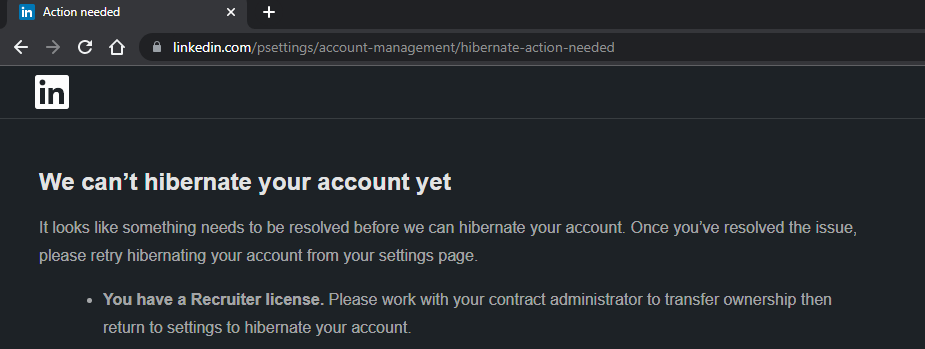 in Action needed
linkedin.com/psettings/account-management/hibernate-action-needed
in
We can’t hibernate your account yet
It looks like something needs to be resolved before we can hibernate your account. Once you’ve resolved the issue,
please retry hibernating your account from your settings page.
• You have a Recruiter license. Please work with your contract administrator to transfer ownership then
return to settings to hibernate your account.